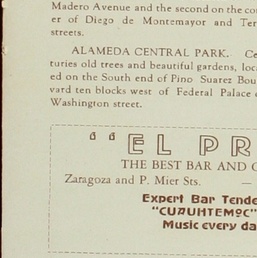 Madero Avenue and the second on the co
er of Diego de Montemayor and Ter
streets.
ALAMEDA CENTRAL PARK. Ce
turies old trees and beautiful gardens, loc
ed on the South end of Pino Suarez Bou
vard ten blocks west of Federal Palace
Washington street.
"EL PR
THE BEST BAR AND
Zaragoza and P. Mier Sts. —
Expert Bar Tende
"CUAUHTEMOC"
Music every da